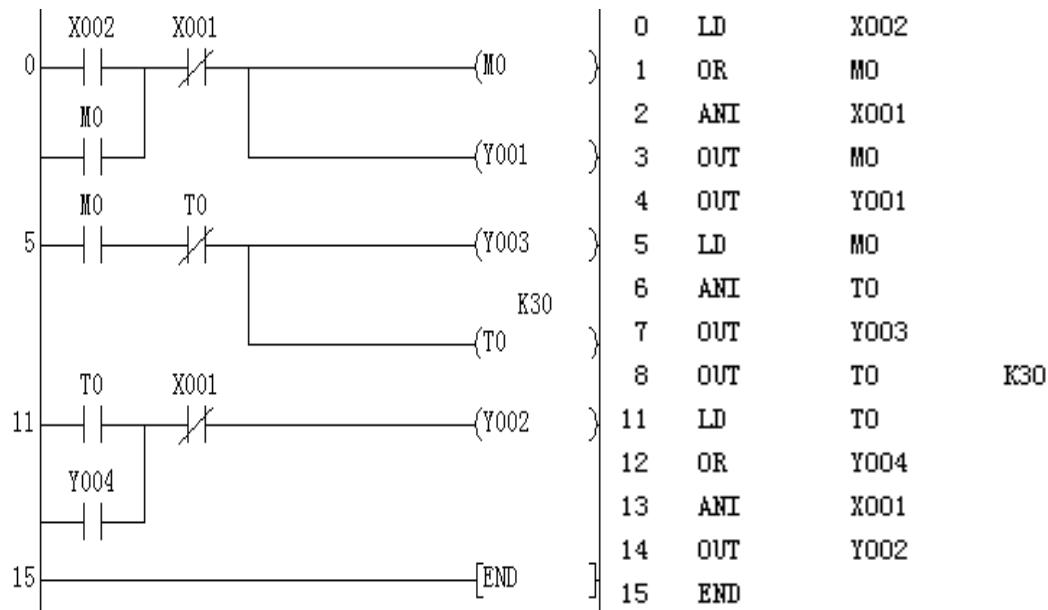 X002 X001
0 (M0 )
M0
(Y001 )
M0 T0
5 (Y003 )
K30
(T0 )
T0 X001
11 (Y002 )
Y004
15 [END ]
0 LD X002
1 OR M0
2 ANI X001
3 OUT M0
4 OUT Y001
5 LD M0
6 ANI T0
7 OUT Y003
8 OUT T0 K30
11 LD T0
12 OR Y004
13 ANI X001
14 OUT Y002
15 END